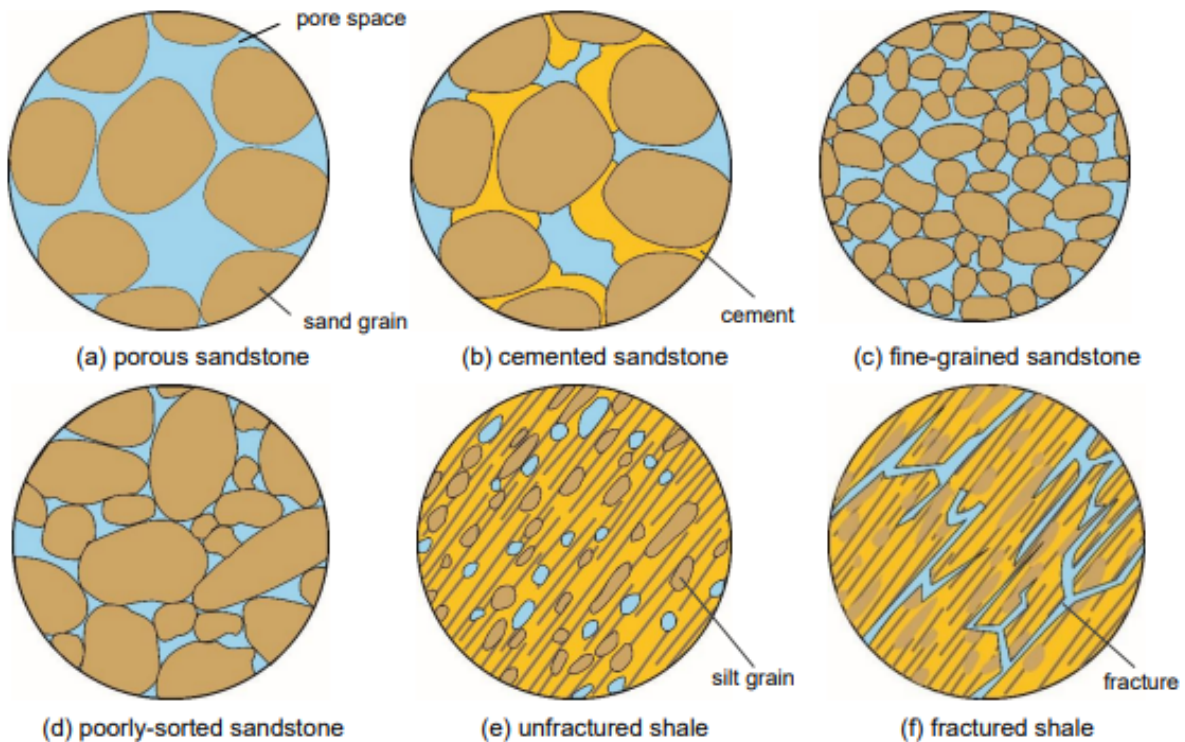 pore space
sand grain
cement
(a) porous sandstone
(b) cemented sandstone
(c) fine-grained sandstone
silt grain
fracture
(d) poorly-sorted sandstone
(e) unfractured shale
(f) fractured shale